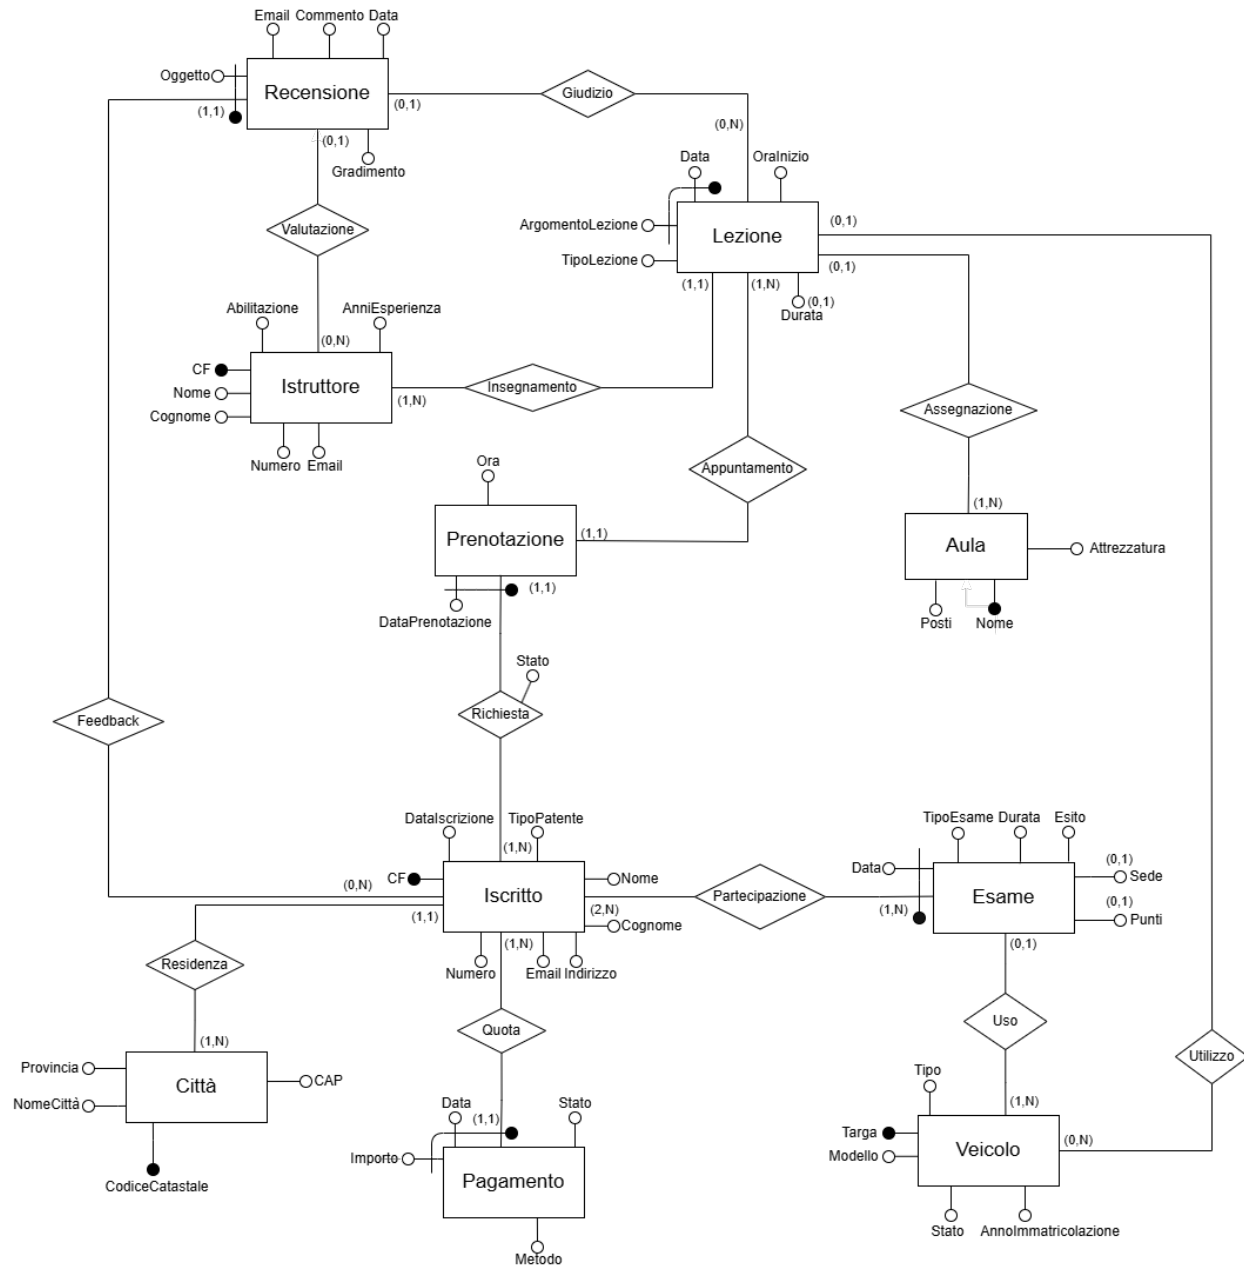 Email Commento Data
Oggetto
Recensione
(1,1)
(0,1)
Giudizio
(0,1)
(0,N)
Gradimento
Data
OraInizio
ArgomentoLezione
Lezione
(0,1)
Valutazione
TipoLezione
(0,1)
(1,1)
(1,N)
(0,1)
Durata
Abilitazione
AnniEsperienza
(0,N)
CF
Istruttore
Nome
Insegnamento
Cognome
(1,N)
Assegnazione
Numero Email
Ora
Appuntamento
(1,N)
Prenotazione
(1,1)
Aula
Attrezzatura
(1,1)
DataPrenotazione
Posti
Nome
Stato
Feedback
Richiesta
DataIscrizione
TipoPatente
TipoEsame Durata
Esito
(1,N)
Data
(0,1)
CF
Nome
Sede
(0,N)
Iscritto
Partecipazione
Esame
(1,1)
(2,N)
(1,N)
(0,1)
Cognome
Punti
(1,N)
(0,1)
Residenza
Numero
Email Indirizzo
Quota
Uso
(1,N)
Utilizzo
Provincia
Tipo
Città
CAP
NomeCittà
Data
Stato
(1,N)
(1,1)
Targa
(0,N)
Importo
Modello
Veicolo
Pagamento
CodiceCatastale
Stato
AnnoImmatricolazione
Metodo